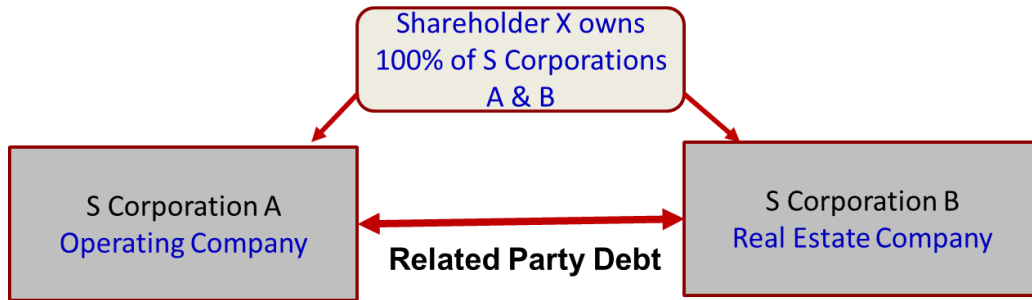 Shareholder X owns
100% of S Corporations
A & B
S Corporation A
Operating Company
Related Party Debt
S Corporation B
Real Estate Company